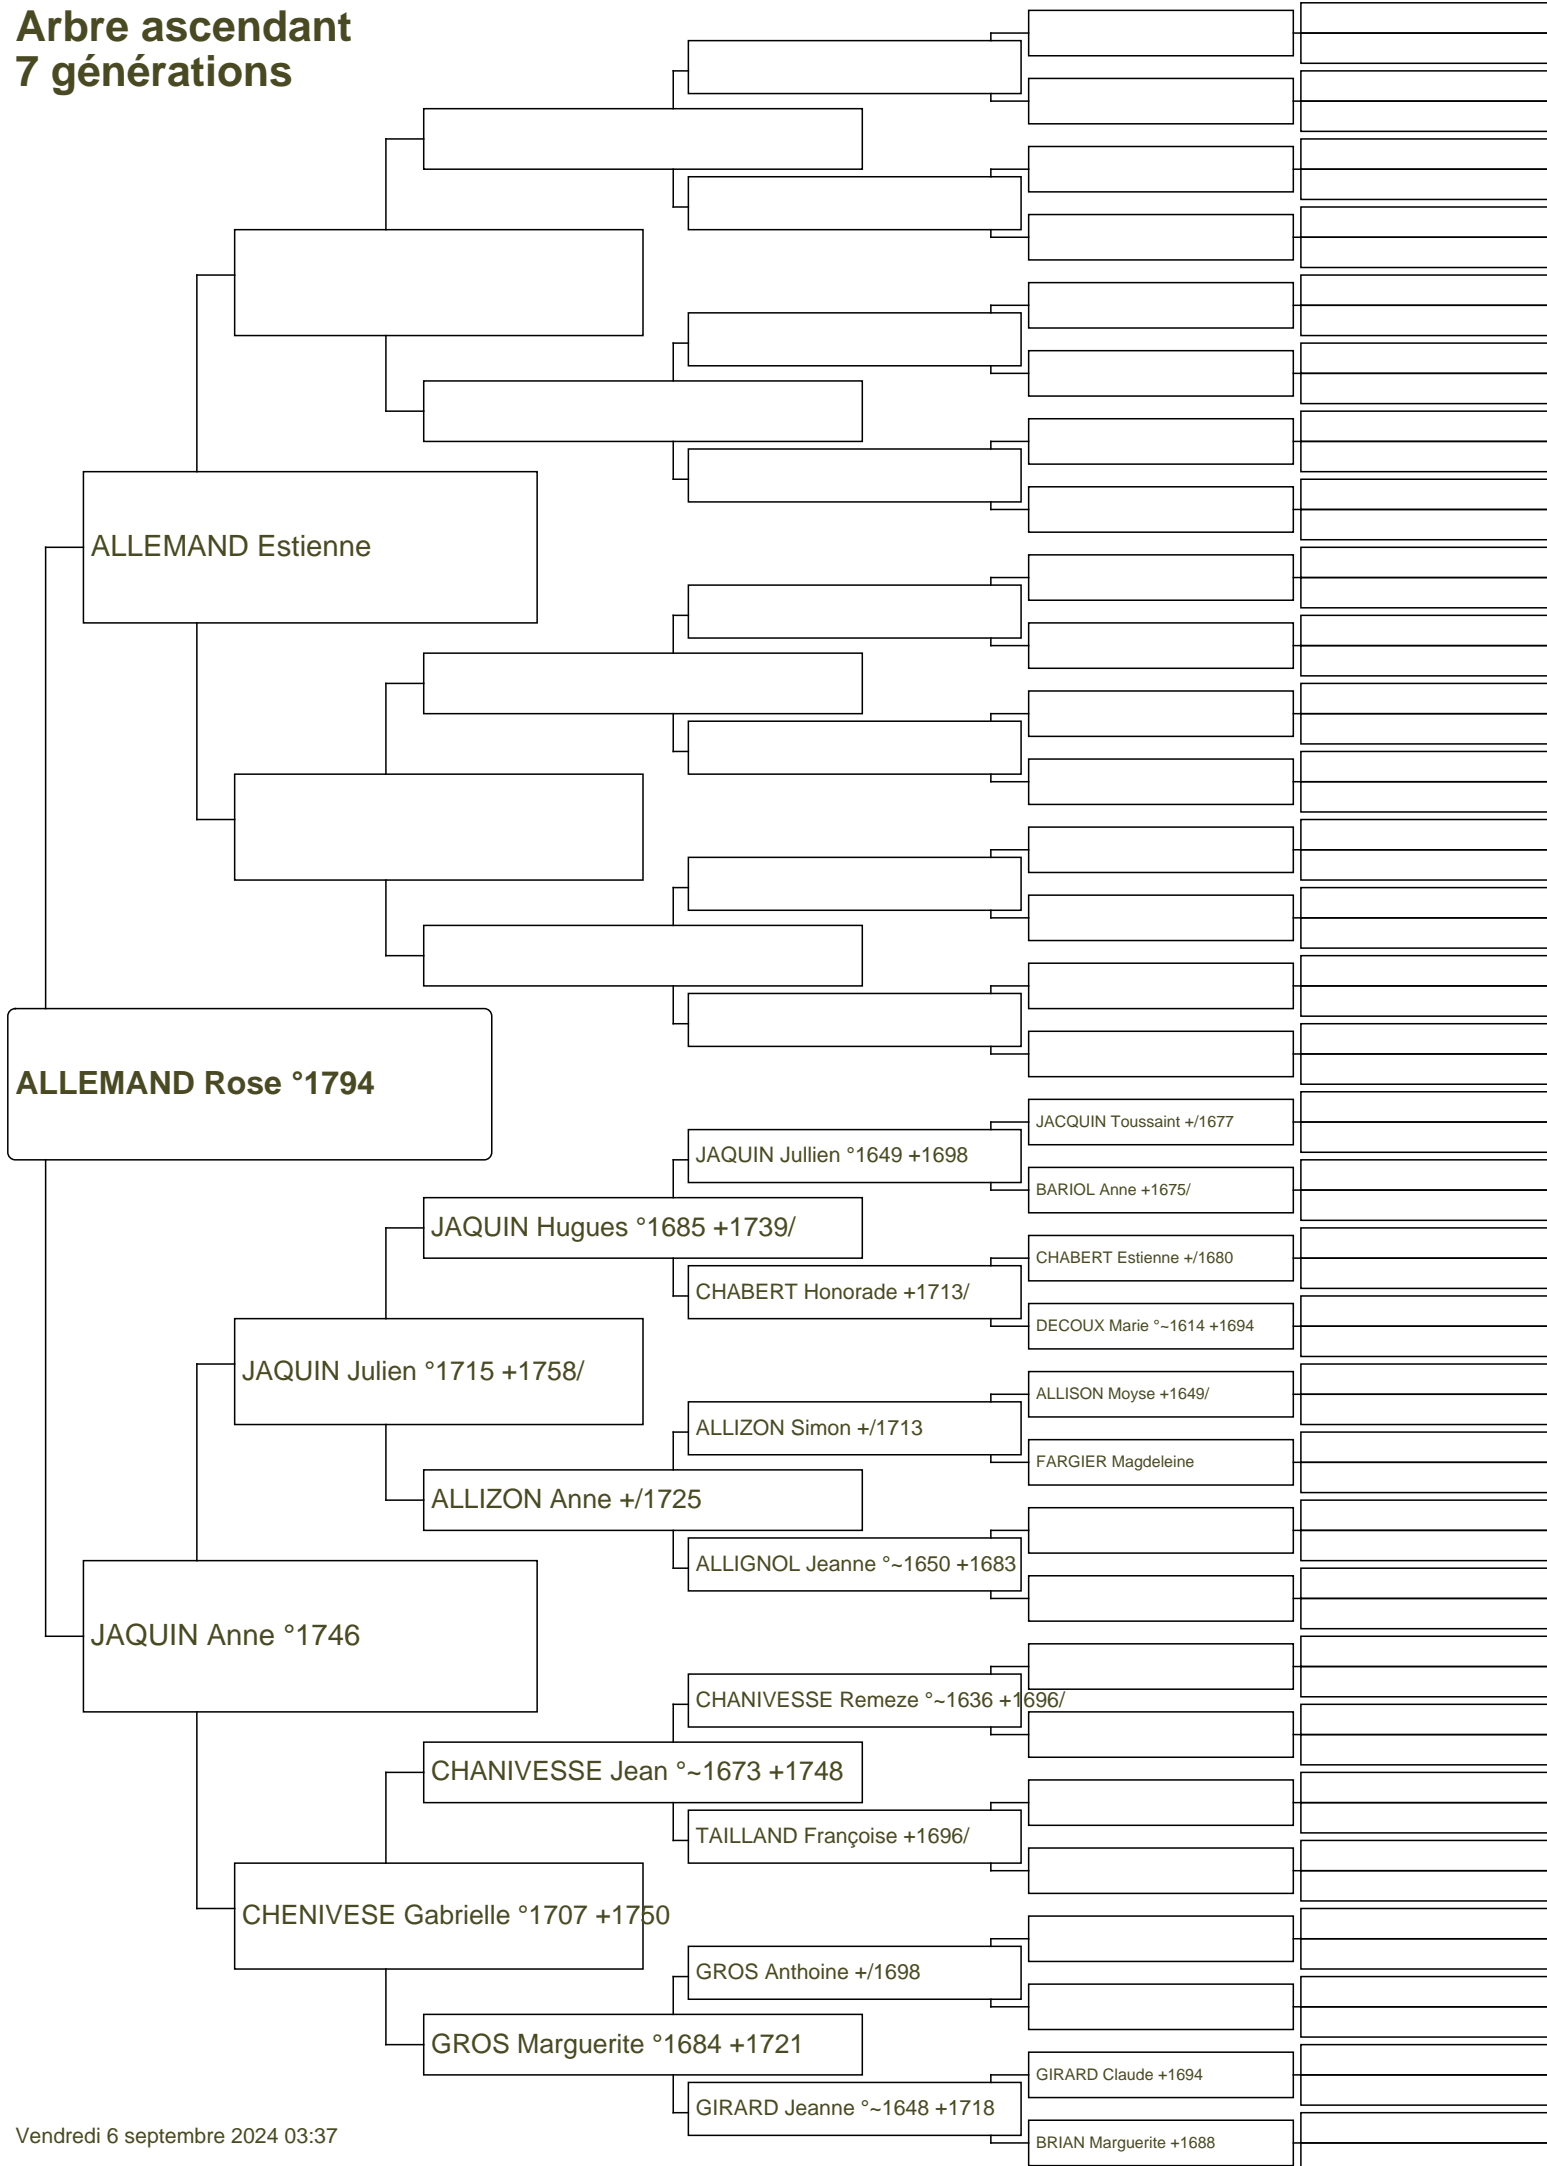 Arbre ascendant
7 générations
ALLEMAND Estienne
ALLEMAND Rose °1794
JACQUIN Toussaint +/1677
JAQUIN Jullien °1649 +1698
BARIOL Anne +1675/
JAQUIN Hugues °1685 +1739/
CHABERT Estienne +/1680
CHABERT Honorade +1713/
DECOUX Marie °~1614 +1694
JAQUIN Julien °1715 +1758/
ALLISON Moyse +1649/
ALLIZON Simon +/1713
FARGIER Magdeleine
ALLIZON Anne +/1725
ALLIGNOL Jeanne °~1650 +1683
JAQUIN Anne °1746
CHANIVESSE Remeze °~1636 +1696/
CHANIVESSE Jean °~1673 +1748
TAILLAND Françoise +1696/
CHENIVESE Gabrielle °1707 +1750
GROS Anthoine +/1698
GROS Marguerite °1684 +1721
GIRARD Claude +1694
GIRARD Jeanne °~1648 +1718
BRIAN Marguerite +1688
Vendredi 6 septembre 2024 03:37